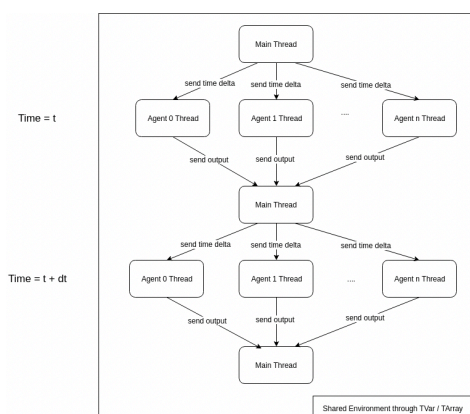 Main Thread
send time delta
send time delta
send time delta
Time = t
Agent 0 Thread
Agent 1 Thread
....
Agent n Thread
send output
send output
send output
Main Thread
send time delta
send time delta
send time delta
Time = t + dt
Agent 0 Thread
Agent 1 Thread
....
Agent n Thread
send output
send output
send output
Main Thread
Shared Environment through TVar / TArray